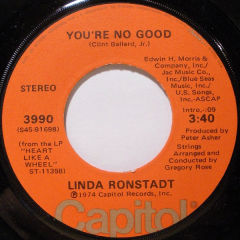 YOU'RE NO GOOD
(Clint Ballard, Jr.)
Edwin H. Morris &
Company, Inc./
Jac Music Co.,
Inc./Blue Seas
Music, Inc./
U.S. Songs,
Inc.-ASCAP
STEREO
Intro.-:09
3990
3:40
(S45-91698)
Produced by
Peter Asher
(from the LP
"HEART
LIKE A
WHEEL"
ST-11358)
Strings
Arranged and
Conducted by
Gregory Rose
LINDA RONSTADT
℗1974 Capitol Records, Inc.
Capitol